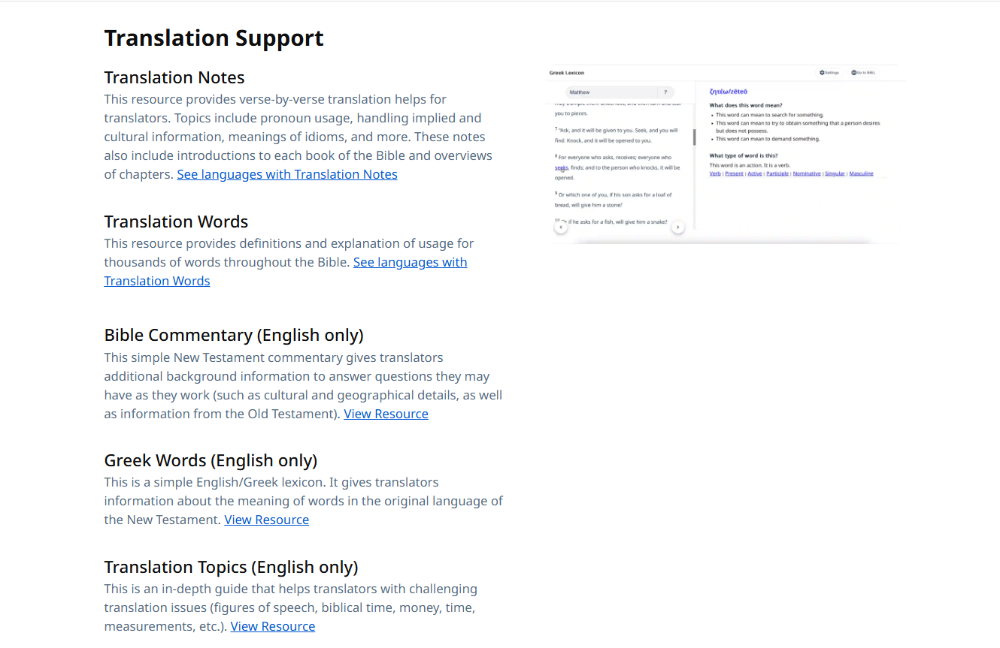 Translation Support
Translation Notes
This resource provides verse-by-verse translation helps for
translators. Topics include pronoun usage, handling implied and
cultural information, meanings of idioms, and more. These notes
also include introductions to each book of the Bible and overviews
of chapters. See languages with Translation Notes
Translation Words
This resource provides definitions and explanation of usage for
thousands of words throughout the Bible. See languages with
Translation Words
Bible Commentary (English only)
This simple New Testament commentary gives translators
additional background information to answer questions they may
have as they work (such as cultural and geographical details, as well
as information from the Old Testament). View Resource
Greek Words (English only)
This is a simple English/Greek lexicon. It gives translators
information about the meaning of words in the original language of
the New Testament. View Resource
Translation Topics (English only)
This is an in-depth guide that helps translators with challenging
translation issues (figures of speech, biblical time, money, time,
measurements, etc.). View Resource
Greek Lexicon
Settings
Go to BIEL
Matthew
7
you to pieces.
7 "Ask, and it will be given to you. Seek, and you will
find. Knock, and it will be opened to you.
8 For everyone who asks, receives; everyone who
seeks, finds; and to the person who knocks, it will be
opened.
9 Or which one of you, if his son asks for a loaf of
bread, will give him a stone?
10 Or if he asks for a fish, will give him a snake?
ζητέω/zēteō
What does this word mean?
• This word can mean to search for something.
• This word can mean to try to obtain something that a person desires
but does not possess.
• This word can mean to demand something.
What type of word is this?
This word is an action. It is a verb.
Verb | Present | Active | Participle | Nominative | Singular | Masculine